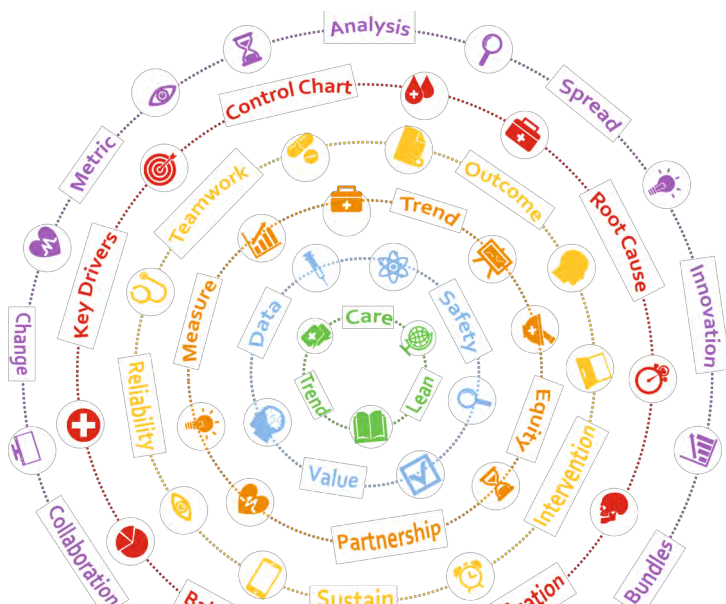 Analysis
Spread
Control Chart
Metric
Teamwork
Outcome
Trend
Root Cause
Key Drivers
Measure
Data
Care
Safety
Innovation
Change
Reliability
Trend
Lean
Equity
Value
Intervention
Partnership
Collaboration
Bundles
Sustain